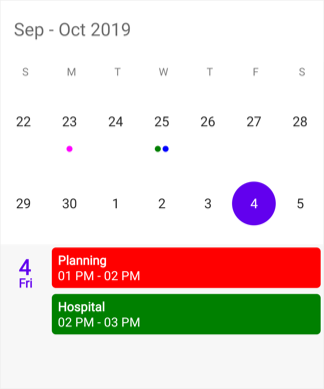 Sep - Oct 2019
S M T W T F S
22 23 24 25 26 27 28
29 30 1 2 3 4 5
4
Fri
Planning
01 PM - 02 PM
Hospital
02 PM - 03 PM